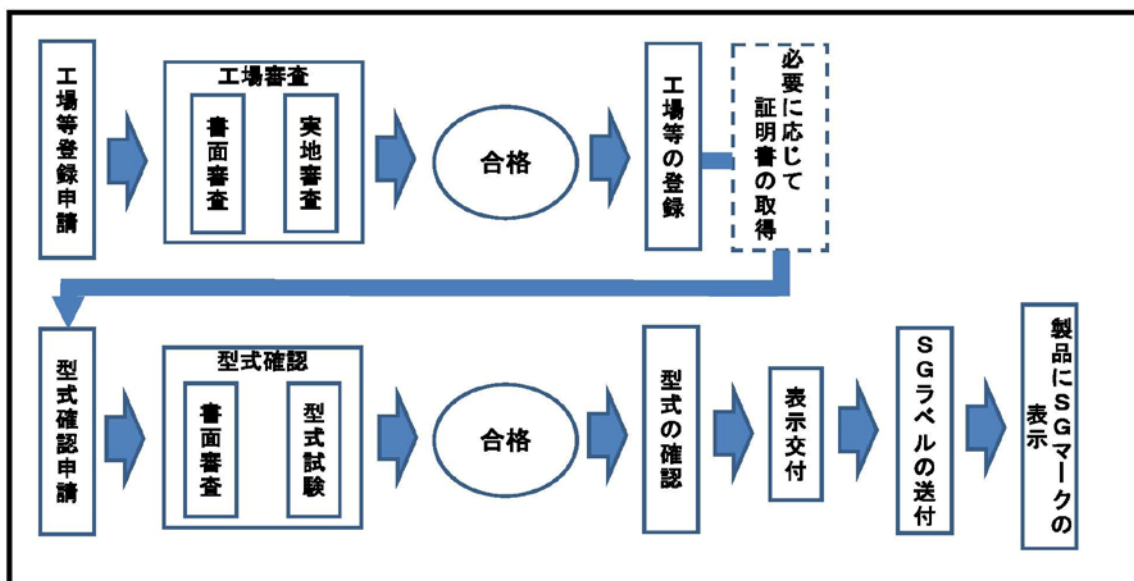 工場等登録申請
工場審査
書面審査
実地審査
合格
工場等の登録
必要に応じて
証明書の取得
型式確認申請
型式確認
書面審査
型式試験
合格
型式の確認
表示交付
SGラベルの送付
製品にSGマークの
表示